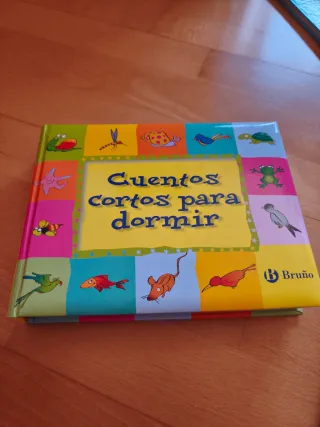 Cuentos
cortos para
dormir
B Bruño